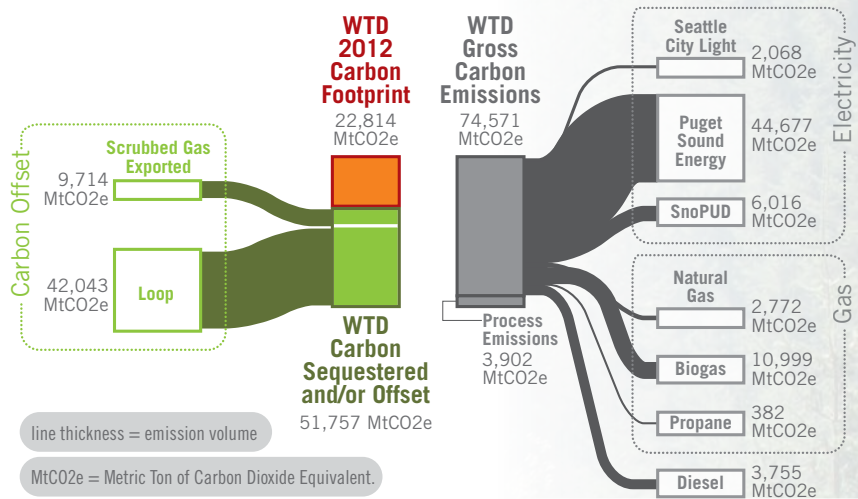 Carbon Offset
Scrubbed Gas
Exported
9,714
MtCO2e
42,043
MtCO2e
Loop
WTD
2012
Carbon
Footprint
22,814
MtCO2e
WTD
Carbon
Sequestered
and/or Offset
51,757 MtCO2e
WTD
Gross
Carbon
Emissions
74,571
MtCO2e
Process
Emissions
3,902
MtCO2e
Electricity
Seattle
City Light
2,068
MtCO2e
Puget
Sound
Energy
44,677
MtCO2e
SnoPUD
6,016
MtCO2e
Gas
Natural
Gas
2,772
MtCO2e
Biogas
10,999
MtCO2e
Propane
382
MtCO2e
Diesel
3,755
MtCO2e
line thickness = emission volume
MtCO2e = Metric Ton of Carbon Dioxide Equivalent.